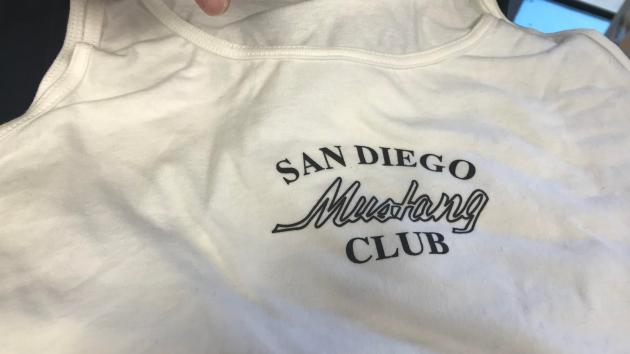 SAN DIEGO
Mustang
CLUB